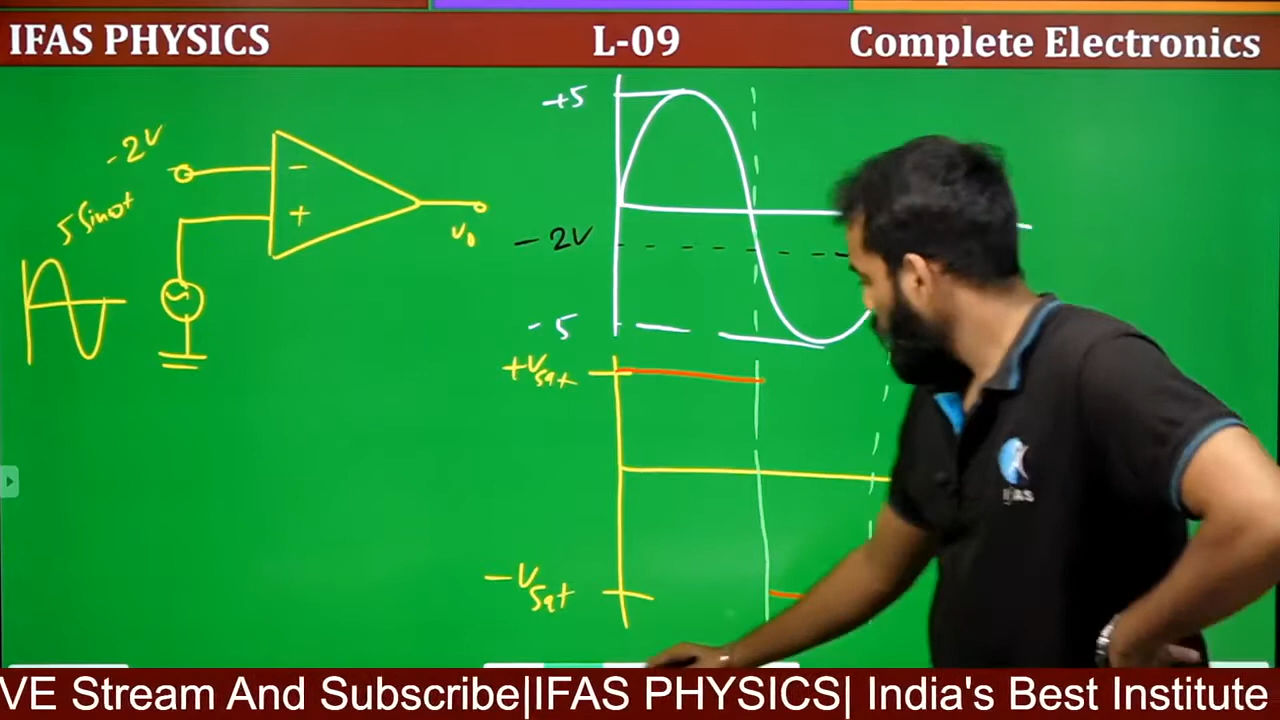 IFAS PHYSICS
L-09
Complete Electronics
-2V
5 Sinωt
−
+
~
v₀
+5
-2V
-5
+Vsat
-Vsat
IFAS
VE Stream And Subscribe|IFAS PHYSICS| India's Best Institute